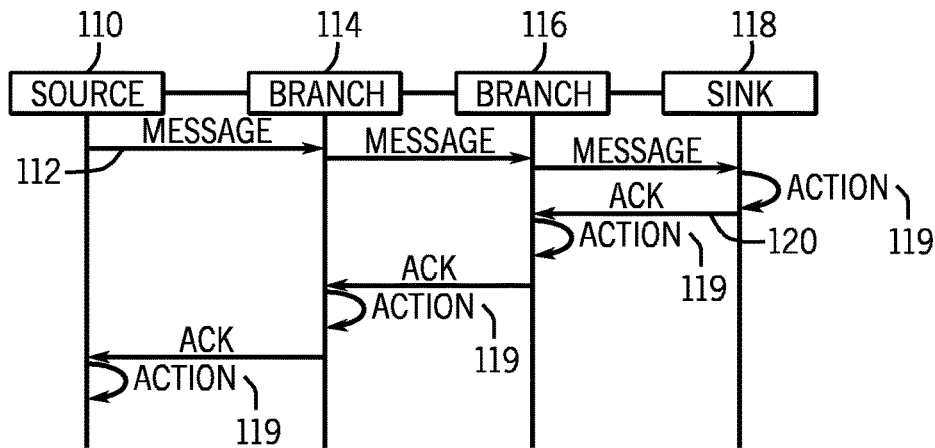 110 114 116 118
SOURCE BRANCH BRANCH SINK
MESSAGE
MESSAGE
MESSAGE
112
ACTION
ACK
119
120
ACTION
119
ACK
ACTION
119
ACK
ACTION
119